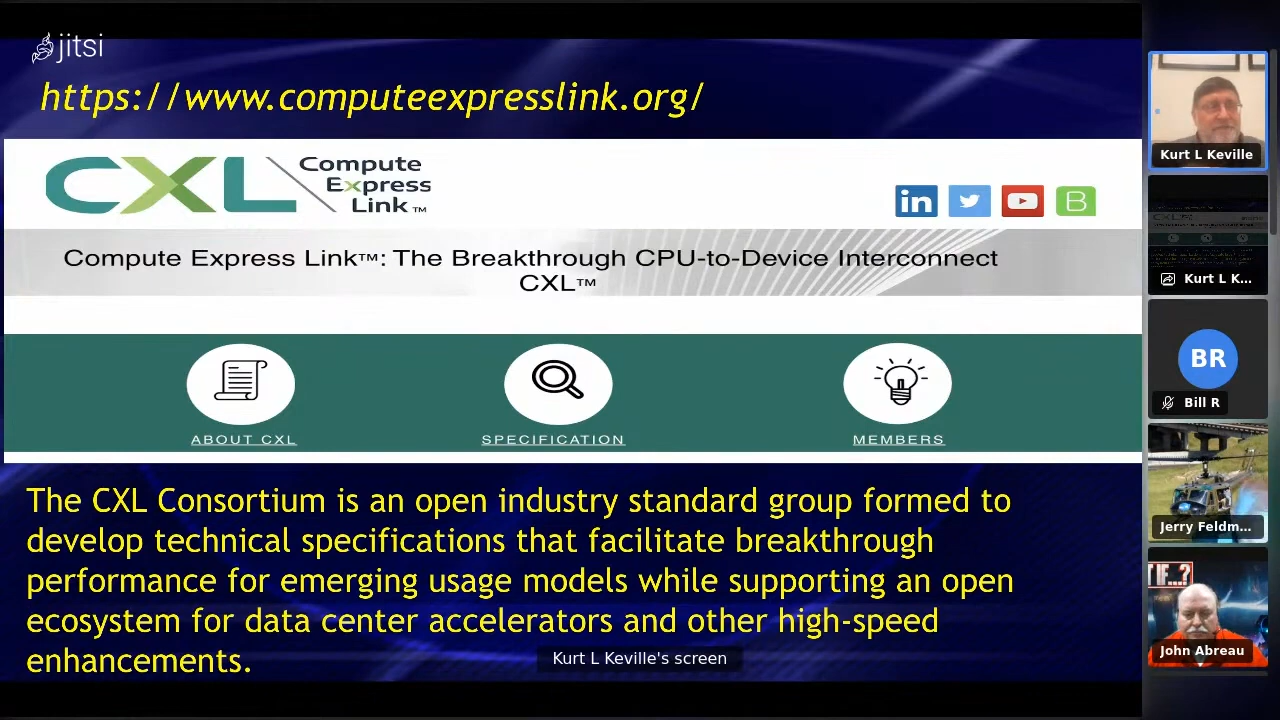 jitsi
https://www.computeexpresslink.org/
CXL
Compute
Express
Link™
in
B
Compute Express Link™: The Breakthrough CPU-to-Device Interconnect
CXL™
ABOUT CXL
SPECIFICATION
MEMBERS
The CXL Consortium is an open industry standard group formed to
develop technical specifications that facilitate breakthrough
performance for emerging usage models while supporting an open
ecosystem for data center accelerators and other high-speed
enhancements.
Kurt L Keville's screen
Kurt L Keville
Kurt L K...
BR
Bill R
Jerry Feldm...
IF..?
John Abreau